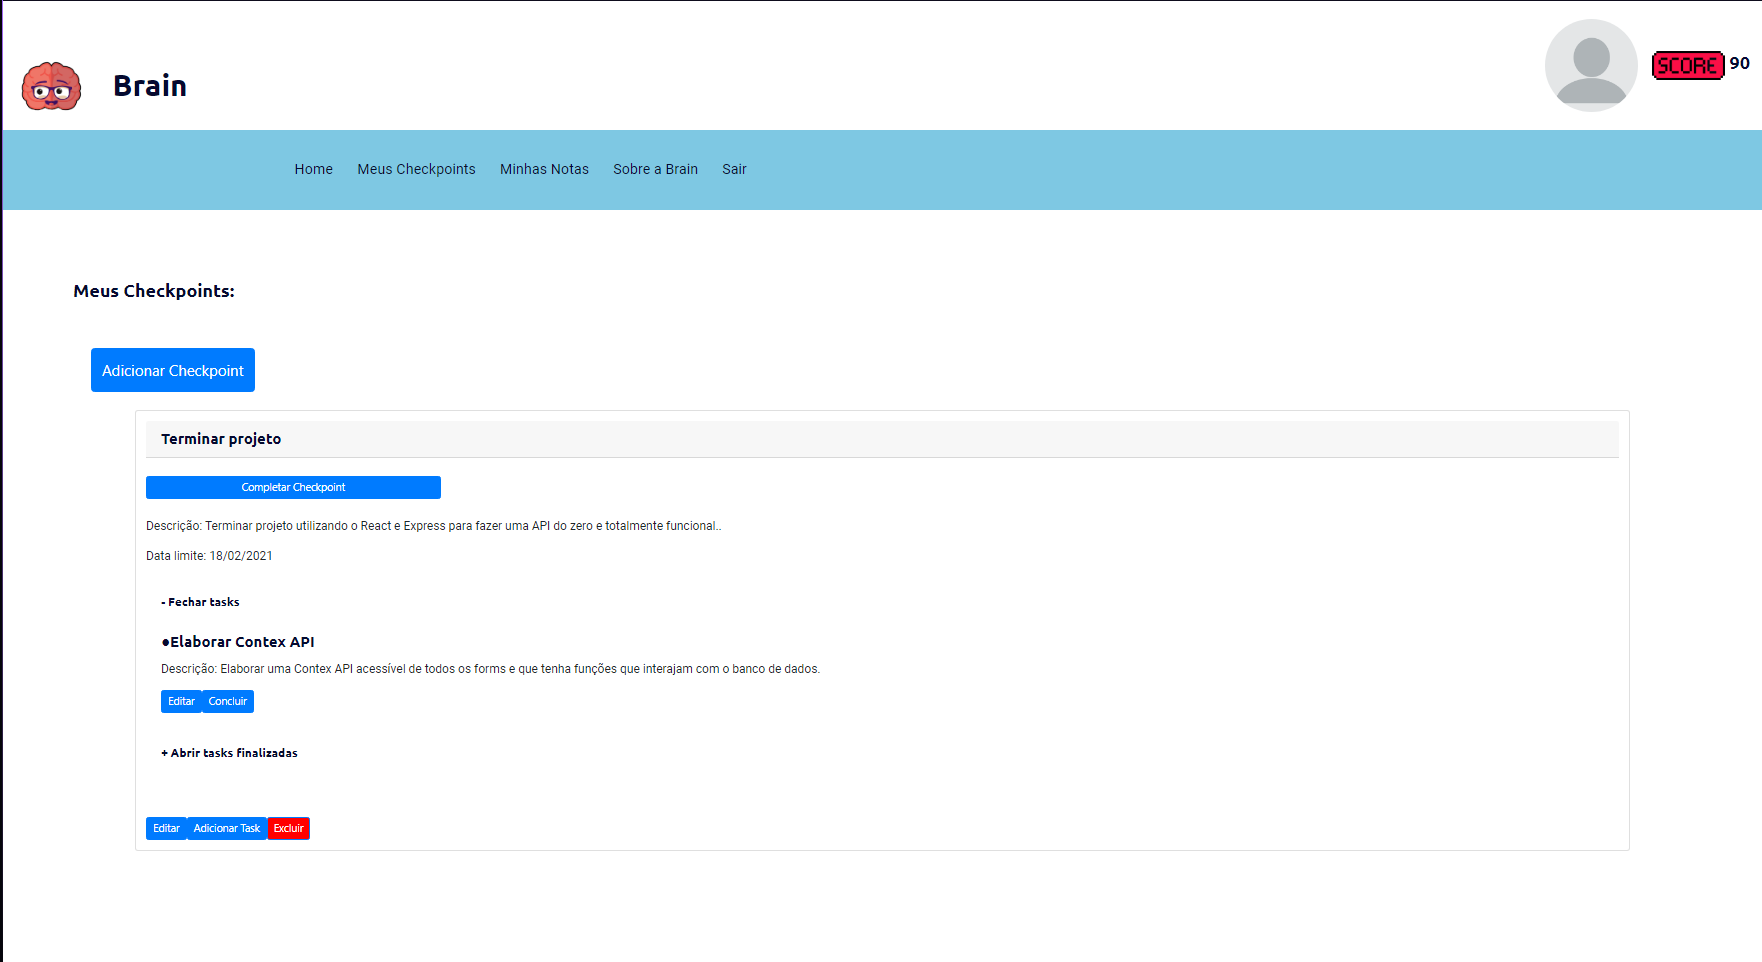 Brain
SCORE 90
Home Meus Checkpoints Minhas Notas Sobre a Brain Sair
Meus Checkpoints:
Adicionar Checkpoint
Terminar projeto
Completar Checkpoint
Descrição: Terminar projeto utilizando o React e Express para fazer uma API do zero e totalmente funcional..
Data limite: 18/02/2021
- Fechar tasks
●Elaborar Contex API
Descrição: Elaborar uma Contex API acessível de todos os forms e que tenha funções que interajam com o banco de dados.
Editar Concluir
+ Abrir tasks finalizadas
Editar Adicionar Task Excluir